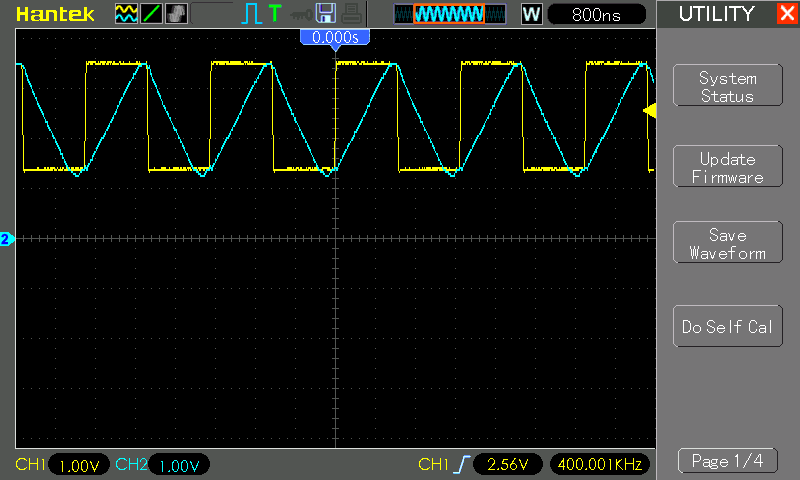 Hantek
T
W
800ns
UTILITY
X
0.000s
System
Status
Update
Firmware
Save
Waveform
2
Do Self Cal
CH1 1.00V CH2 1.00V CH1 2.56V 400.001KHz
Page 1/4